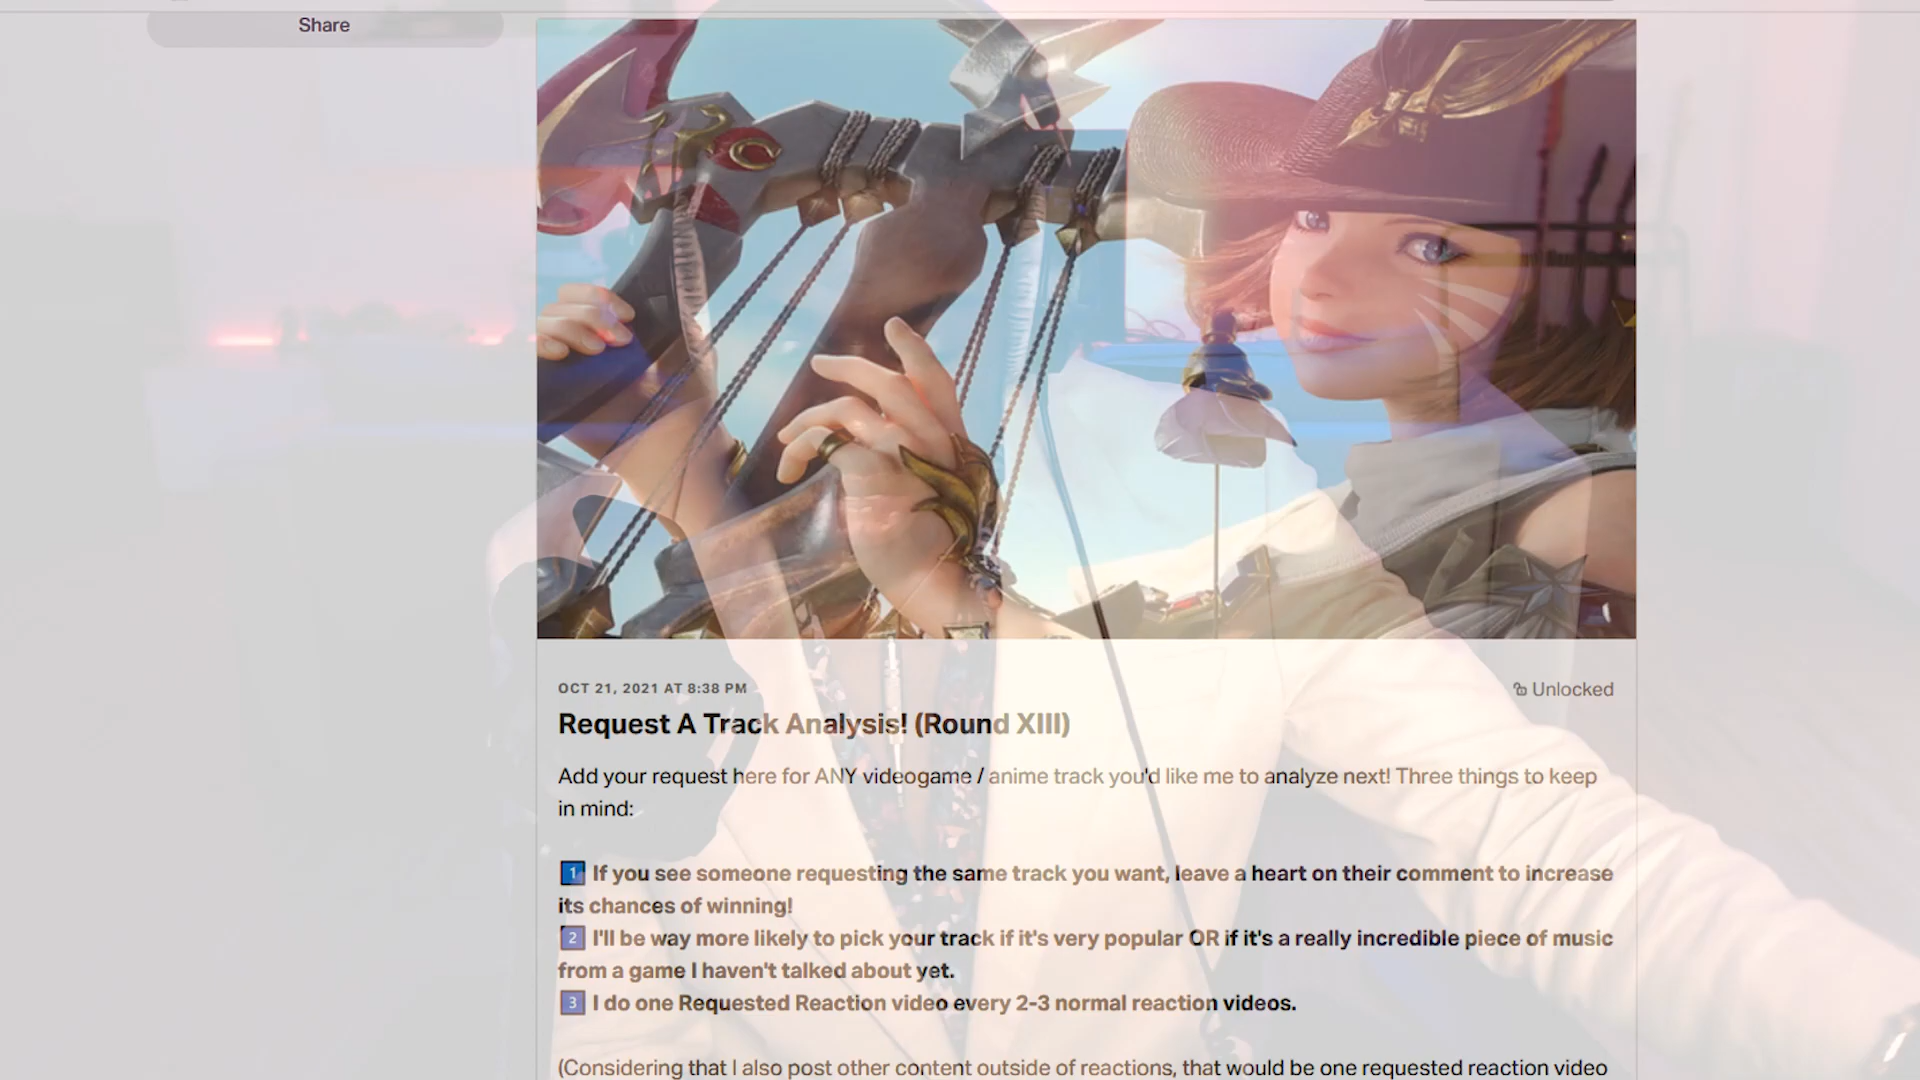 Share
OCT 21, 2021 AT 8:38 PM
Unlocked
Request A Track Analysis! (Round XIII)
Add your request here for ANY videogame / anime track you'd like me to analyze next! Three things to keep
in mind:
1 If you see someone requesting the same track you want, leave a heart on their comment to increase
its chances of winning!
2 I'll be way more likely to pick your track if it's very popular OR if it's a really incredible piece of music
from a game I haven't talked about yet.
3 I do one Requested Reaction video every 2-3 normal reaction videos.
(Considering that I also post other content outside of reactions, that would be one requested reaction video